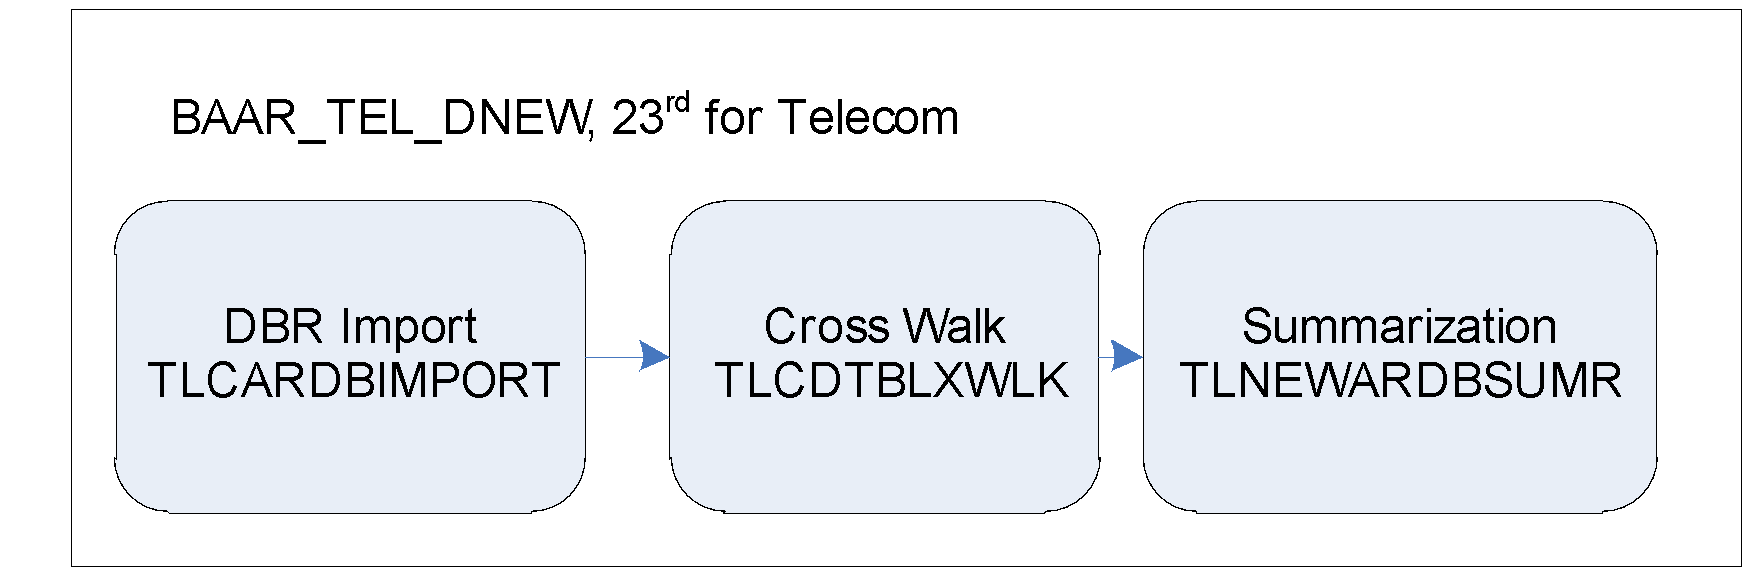 BAAR_TEL_DNEW, 23rd for Telecom
DBR Import
TLCARDBIMPORT
Cross Walk
TLCDTBLXWLK
Summarization
TLNEWARDBSUMR